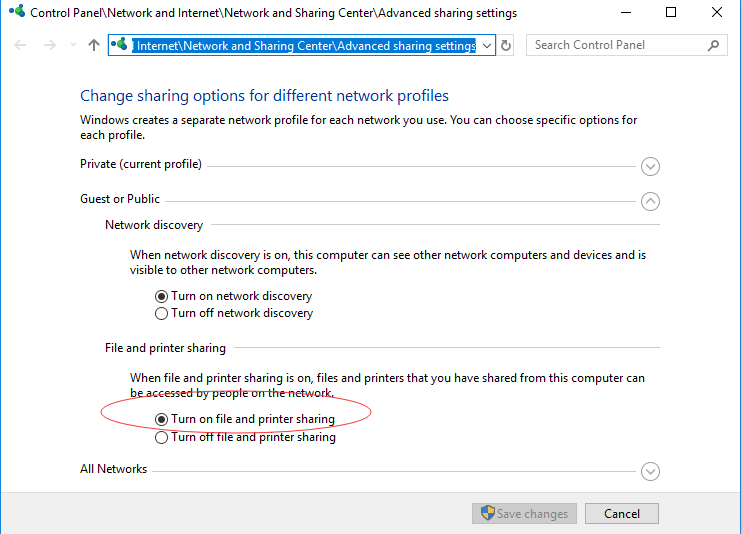 Control Panel\Network and Internet\Network and Sharing Center\Advanced sharing settings
Internet\Network and Sharing Center\Advanced sharing settings
Search Control Panel
Change sharing options for different network profiles
Windows creates a separate network profile for each network you use. You can choose specific options for
each profile.
Private (current profile)
Guest or Public
Network discovery
When network discovery is on, this computer can see other network computers and devices and is
visible to other network computers.
Turn on network discovery
Turn off network discovery
File and printer sharing
When file and printer sharing is on, files and printers that you have shared from this computer can
be accessed by people on the network.
Turn on file and printer sharing
Turn off file and printer sharing
All Networks
Save changes
Cancel